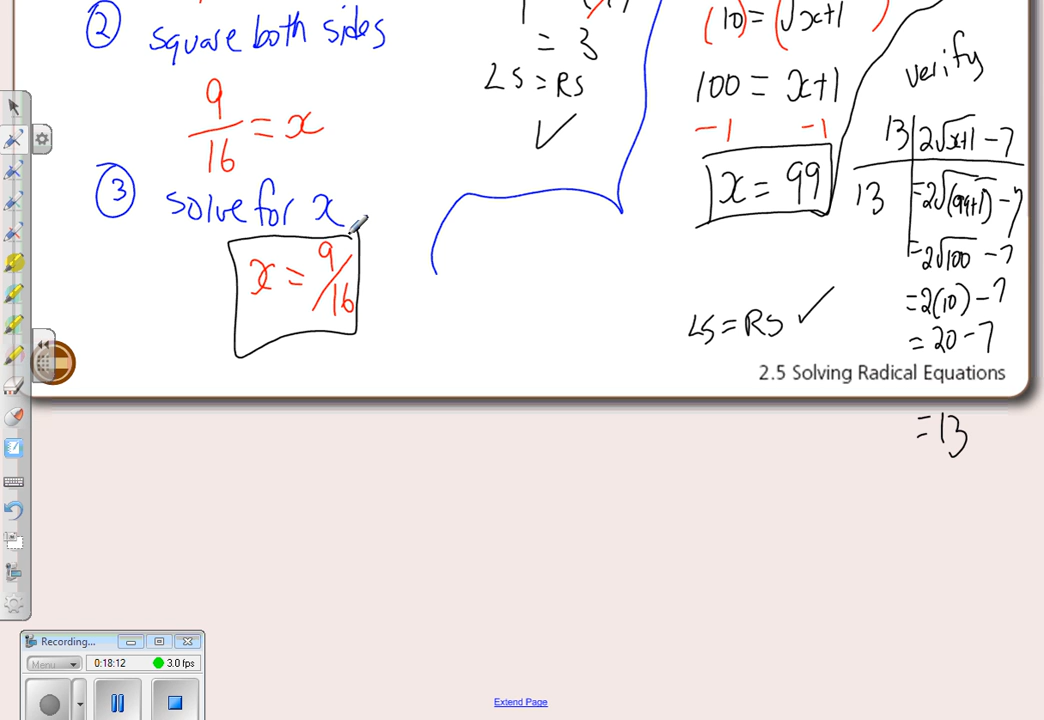 ② square both sides
9/16 = x
③ solve for x
x = 9/16
= 3
LS = RS ✓
(10) = (√x+1)
100 = x+1
-1 -1
x = 99
LS = RS ✓
verify
13 | 2√x+1 - 7
13 | = 2√(99+1) - 7
= 2√100 - 7
= 2(10) - 7
= 20 - 7
= 13
2.5 Solving Radical Equations
Recording...
Menu
0:18:12
3.0 fps
Extend Page